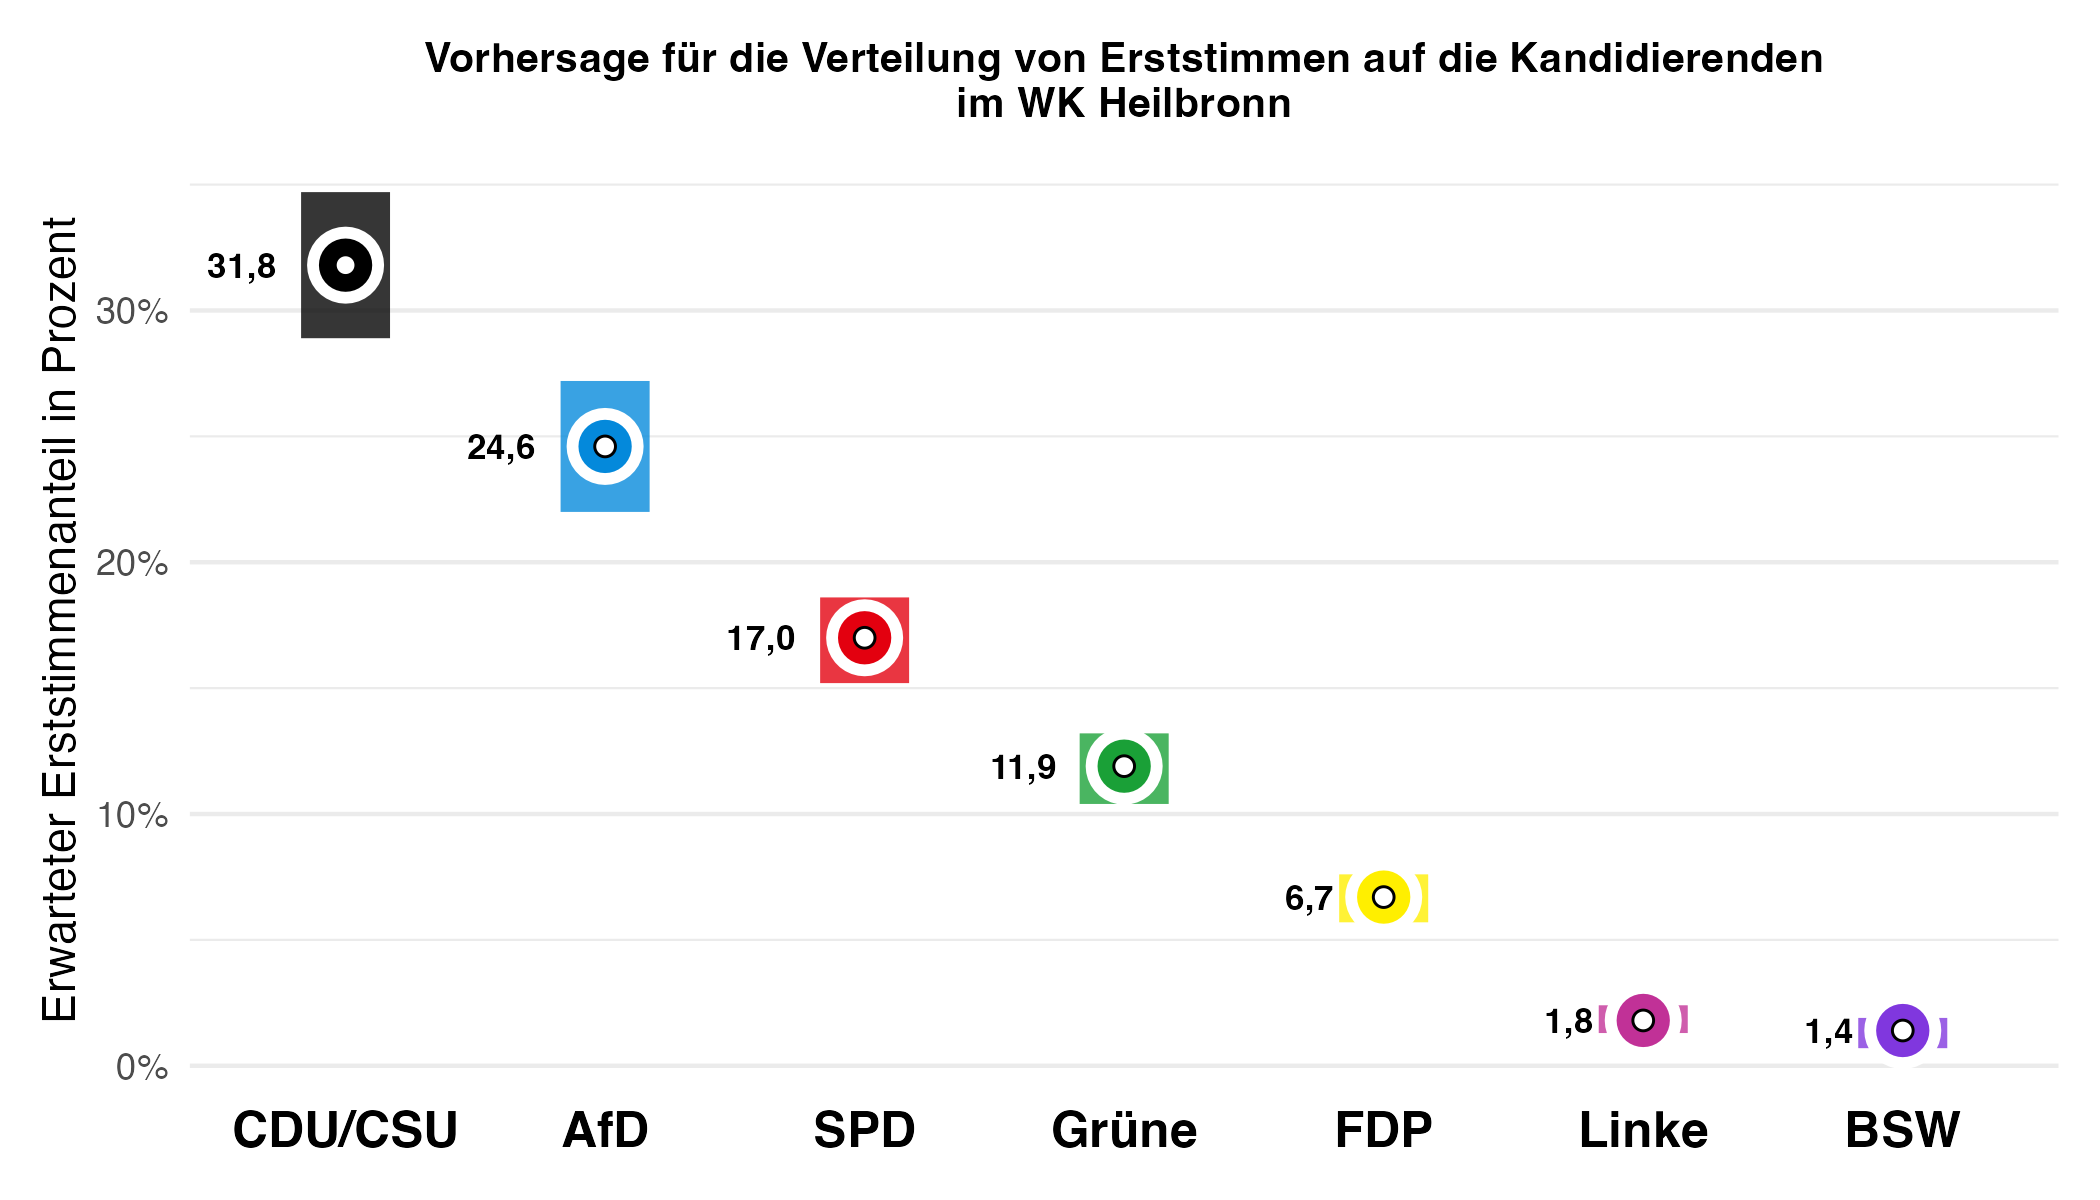 Vorhersage für die Verteilung von Erststimmen auf die Kandidierenden
im WK Heilbronn
Erwarteter Erststimmenanteil in Prozent
30%
20%
10%
0%
31,8
24,6
17,0
11,9
6,7
1,8
1,4
CDU/CSU
AfD
SPD
Grüne
FDP
Linke
BSW